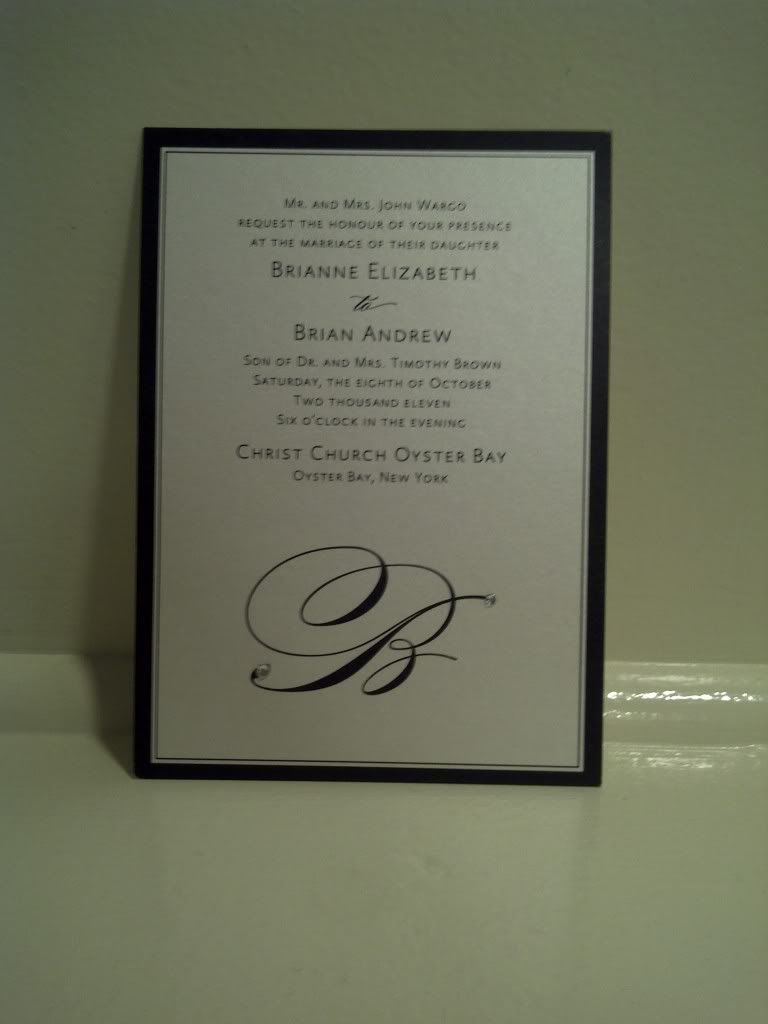 Mr. and Mrs. John Wargo
request the honour of your presence
at the marriage of their daughter
Brianne Elizabeth
to
Brian Andrew
Son of Dr. and Mrs. Timothy Brown
Saturday, the eighth of October
Two thousand eleven
Six o'clock in the evening
Christ Church Oyster Bay
Oyster Bay, New York
B